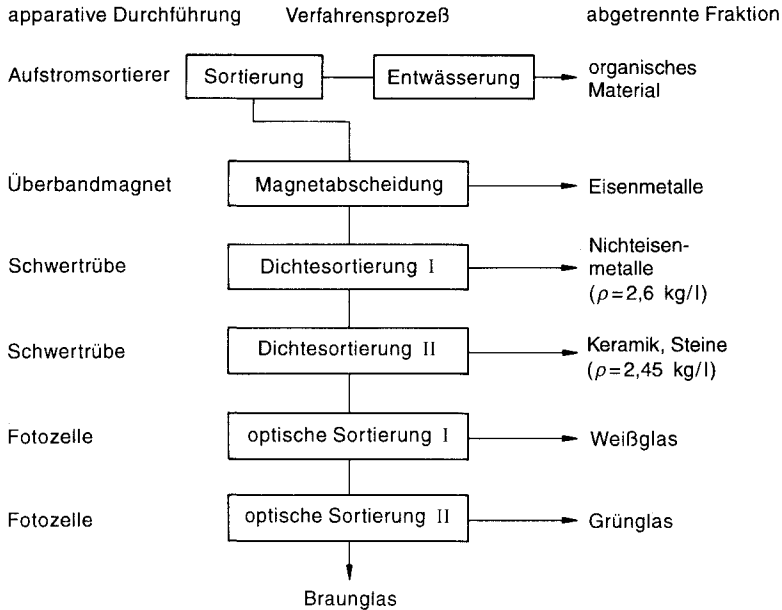 apparative Durchführung Verfahrensprozeß abgetrennte Fraktion
Aufstromsortierer Sortierung Entwässerung organisches
Material
Überbandmagnet Magnetabscheidung Eisenmetalle
Schwertrübe Dichtesortierung I Nichteisen-
metalle
(ρ=2,6 kg/l)
Schwertrübe Dichtesortierung II Keramik, Steine
(ρ=2,45 kg/l)
Fotozelle optische Sortierung I Weißglas
Fotozelle optische Sortierung II Grünglas
Braunglas